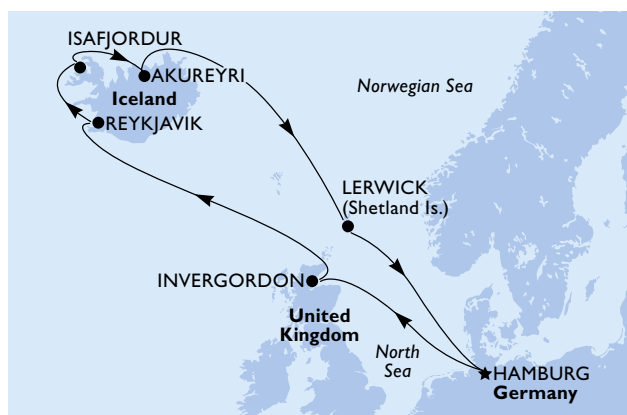 ISAFJORDUR
AKUREYRI
Iceland
REYKJAVIK
Norwegian Sea
LERWICK
(Shetland Is.)
INVERGORDON
United
Kingdom
North
Sea
HAMBURG
Germany